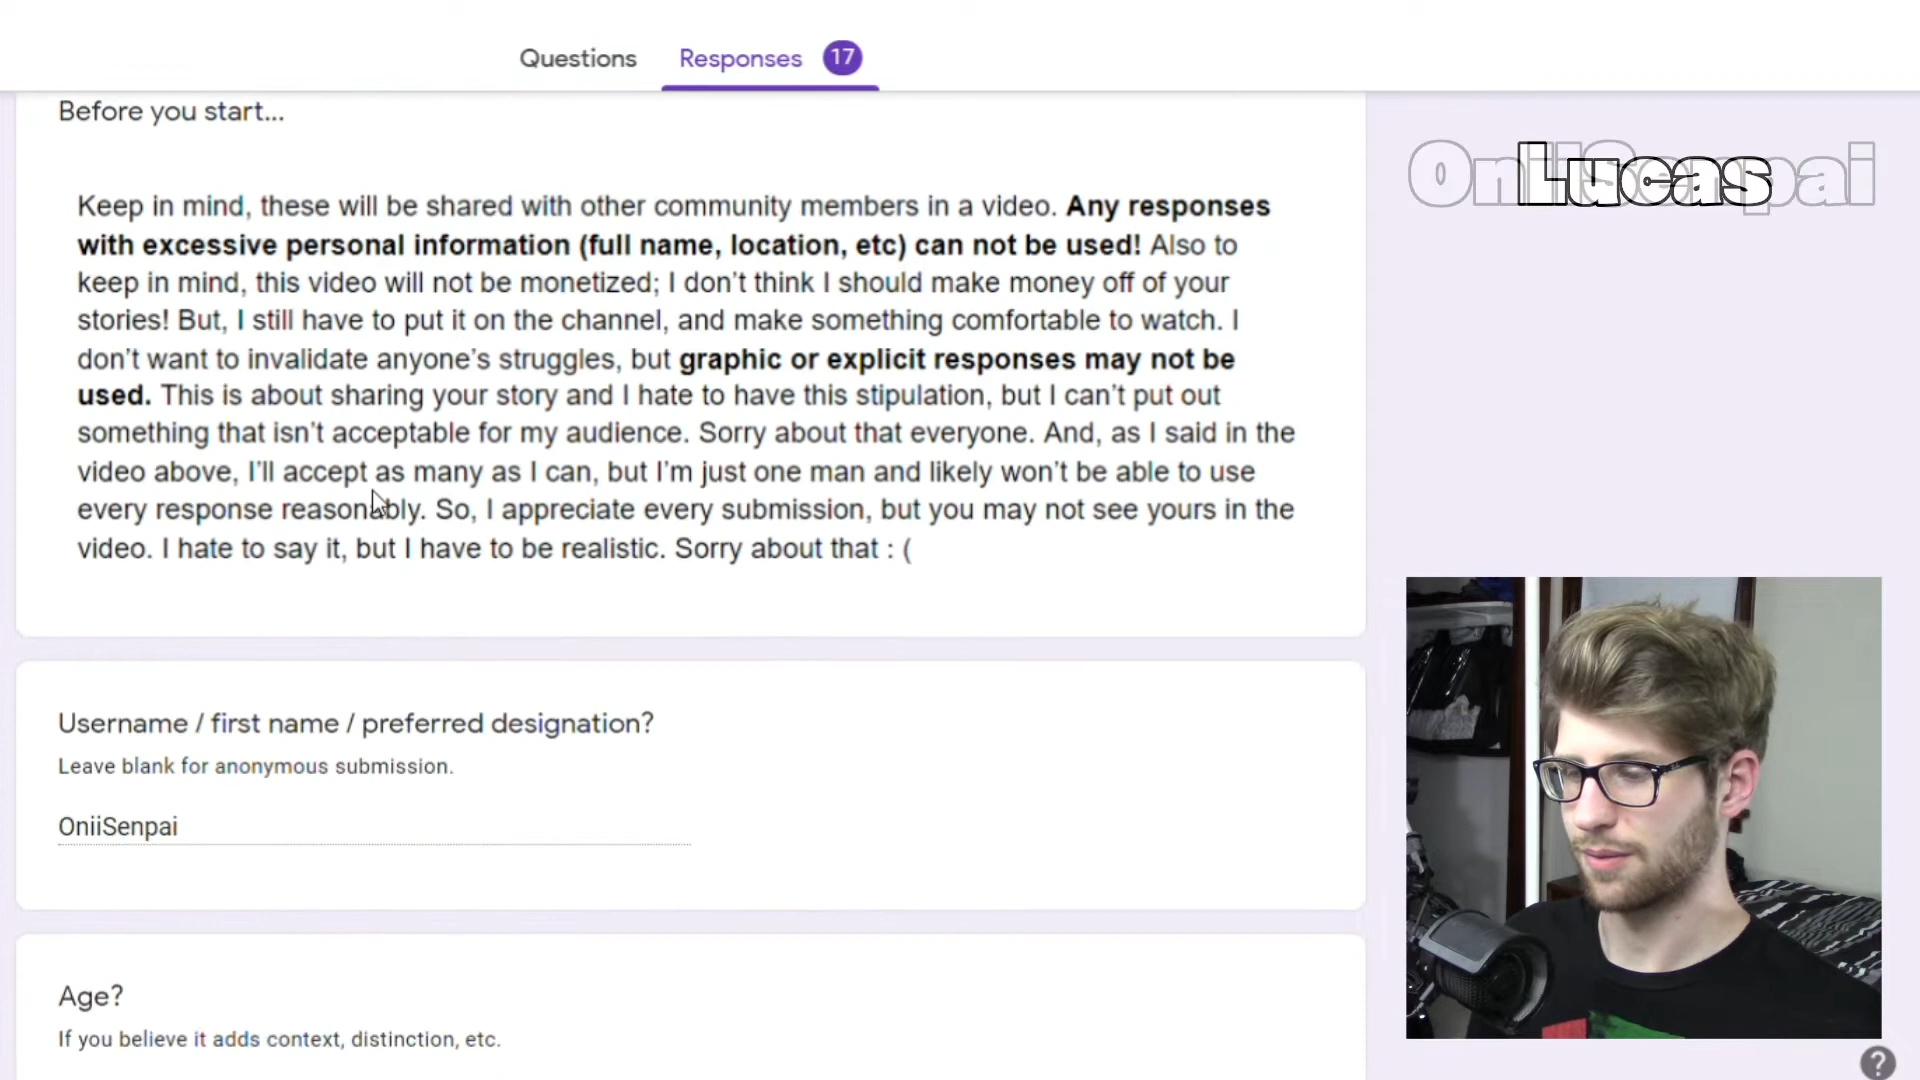 Questions
Responses 17
Before you start...
Keep in mind, these will be shared with other community members in a video. Any responses
with excessive personal information (full name, location, etc) can not be used! Also to
keep in mind, this video will not be monetized; I don't think I should make money off of your
stories! But, I still have to put it on the channel, and make something comfortable to watch. I
don't want to invalidate anyone's struggles, but graphic or explicit responses may not be
used. This is about sharing your story and I hate to have this stipulation, but I can't put out
something that isn't acceptable for my audience. Sorry about that everyone. And, as I said in the
video above, I'll accept as many as I can, but I'm just one man and likely won't be able to use
every response reasonably. So, I appreciate every submission, but you may not see yours in the
video. I hate to say it, but I have to be realistic. Sorry about that : (
Username / first name / preferred designation?
Leave blank for anonymous submission.
OniiSenpai
Age?
If you believe it adds context, distinction, etc.
OniiSenpai
Lucas
?